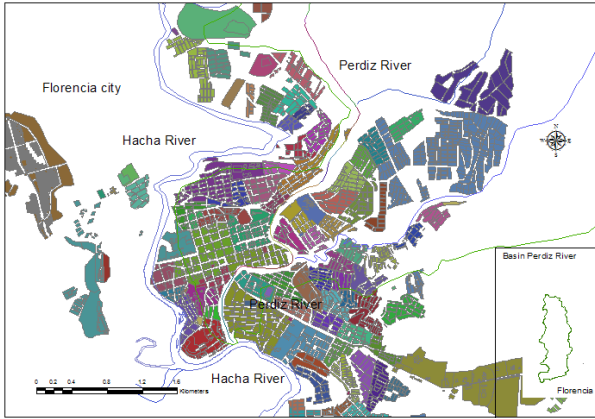 Perdiz River
Florencia city
Hacha River
N
W E
S
Basin Perdiz River
Perdiz River
Hacha River
Florencia
0 0.2 0.4 0.8 1.2 1.6
Kilometers